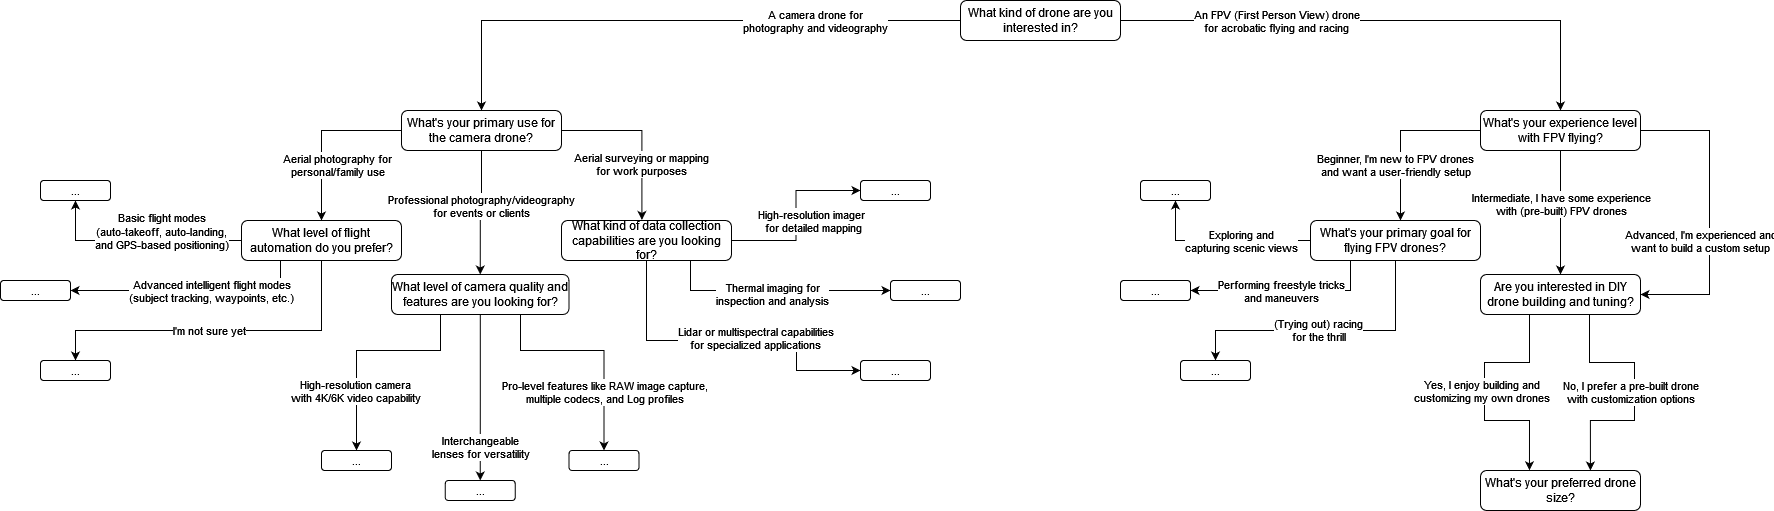 What kind of drone are you
interested in?
A camera drone for
photography and videography
An FPV (First Person View) drone
for acrobatic flying and racing
What's your primary use for
the camera drone?
Aerial photography for
personal/family use
Professional photography/videography
for events or clients
Aerial surveying or mapping
for work purposes
What level of flight
automation do you prefer?
Basic flight modes
(auto-takeoff, auto-landing,
and GPS-based positioning)
...
Advanced intelligent flight modes
(subject tracking, waypoints, etc.)
...
I'm not sure yet
...
What level of camera quality and
features are you looking for?
High-resolution camera
with 4K/6K video capability
...
Interchangeable
lenses for versatility
...
Pro-level features like RAW image capture,
multiple codecs, and Log profiles
...
What kind of data collection
capabilities are you looking
for?
High-resolution imager
for detailed mapping
...
Thermal imaging for
inspection and analysis
...
Lidar or multispectral capabilities
for specialized applications
...
What's your experience level
with FPV flying?
Beginner, I'm new to FPV drones
and want a user-friendly setup
Intermediate, I have some experience
with (pre-built) FPV drones
Advanced, I'm experienced and
want to build a custom setup
What's your primary goal for
flying FPV drones?
Exploring and
capturing scenic views
...
Performing freestyle tricks
and maneuvers
...
(Trying out) racing
for the thrill
...
Are you interested in DIY
drone building and tuning?
Yes, I enjoy building and
customizing my own drones
No, I prefer a pre-built drone
with customization options
What's your preferred drone
size?